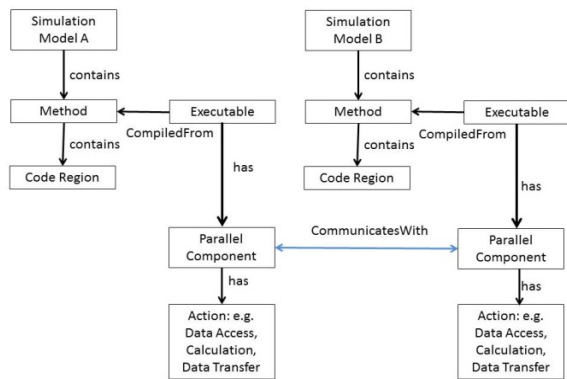 Simulation
Model A
contains
Method
Executable
CompiledFrom
contains
Code Region
has
Parallel
Component
has
Action: e.g.
Data Access,
Calculation,
Data Transfer
CommunicatesWith
Simulation
Model B
contains
Method
Executable
CompiledFrom
contains
Code Region
has
Parallel
Component
has
Action: e.g.
Data Access,
Calculation,
Data Transfer